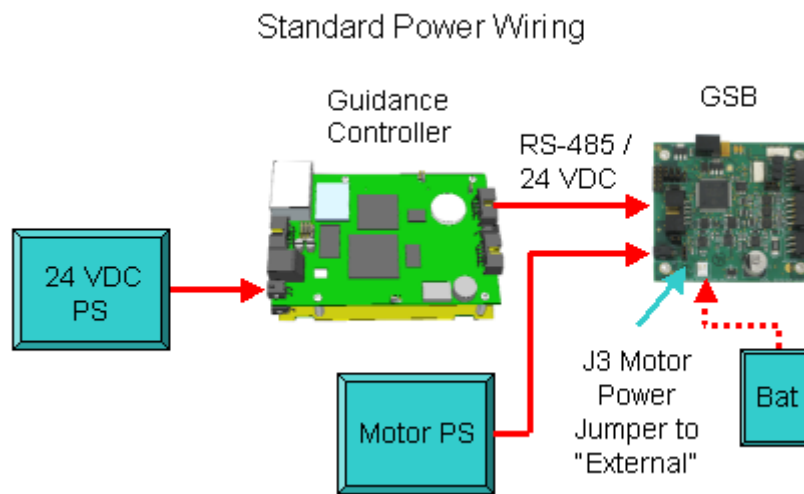 Standard Power Wiring
Guidance
Controller
GSB
RS-485 /
24 VDC
24 VDC
PS
Motor PS
J3 Motor
Power
Jumper to
"External"
Bat